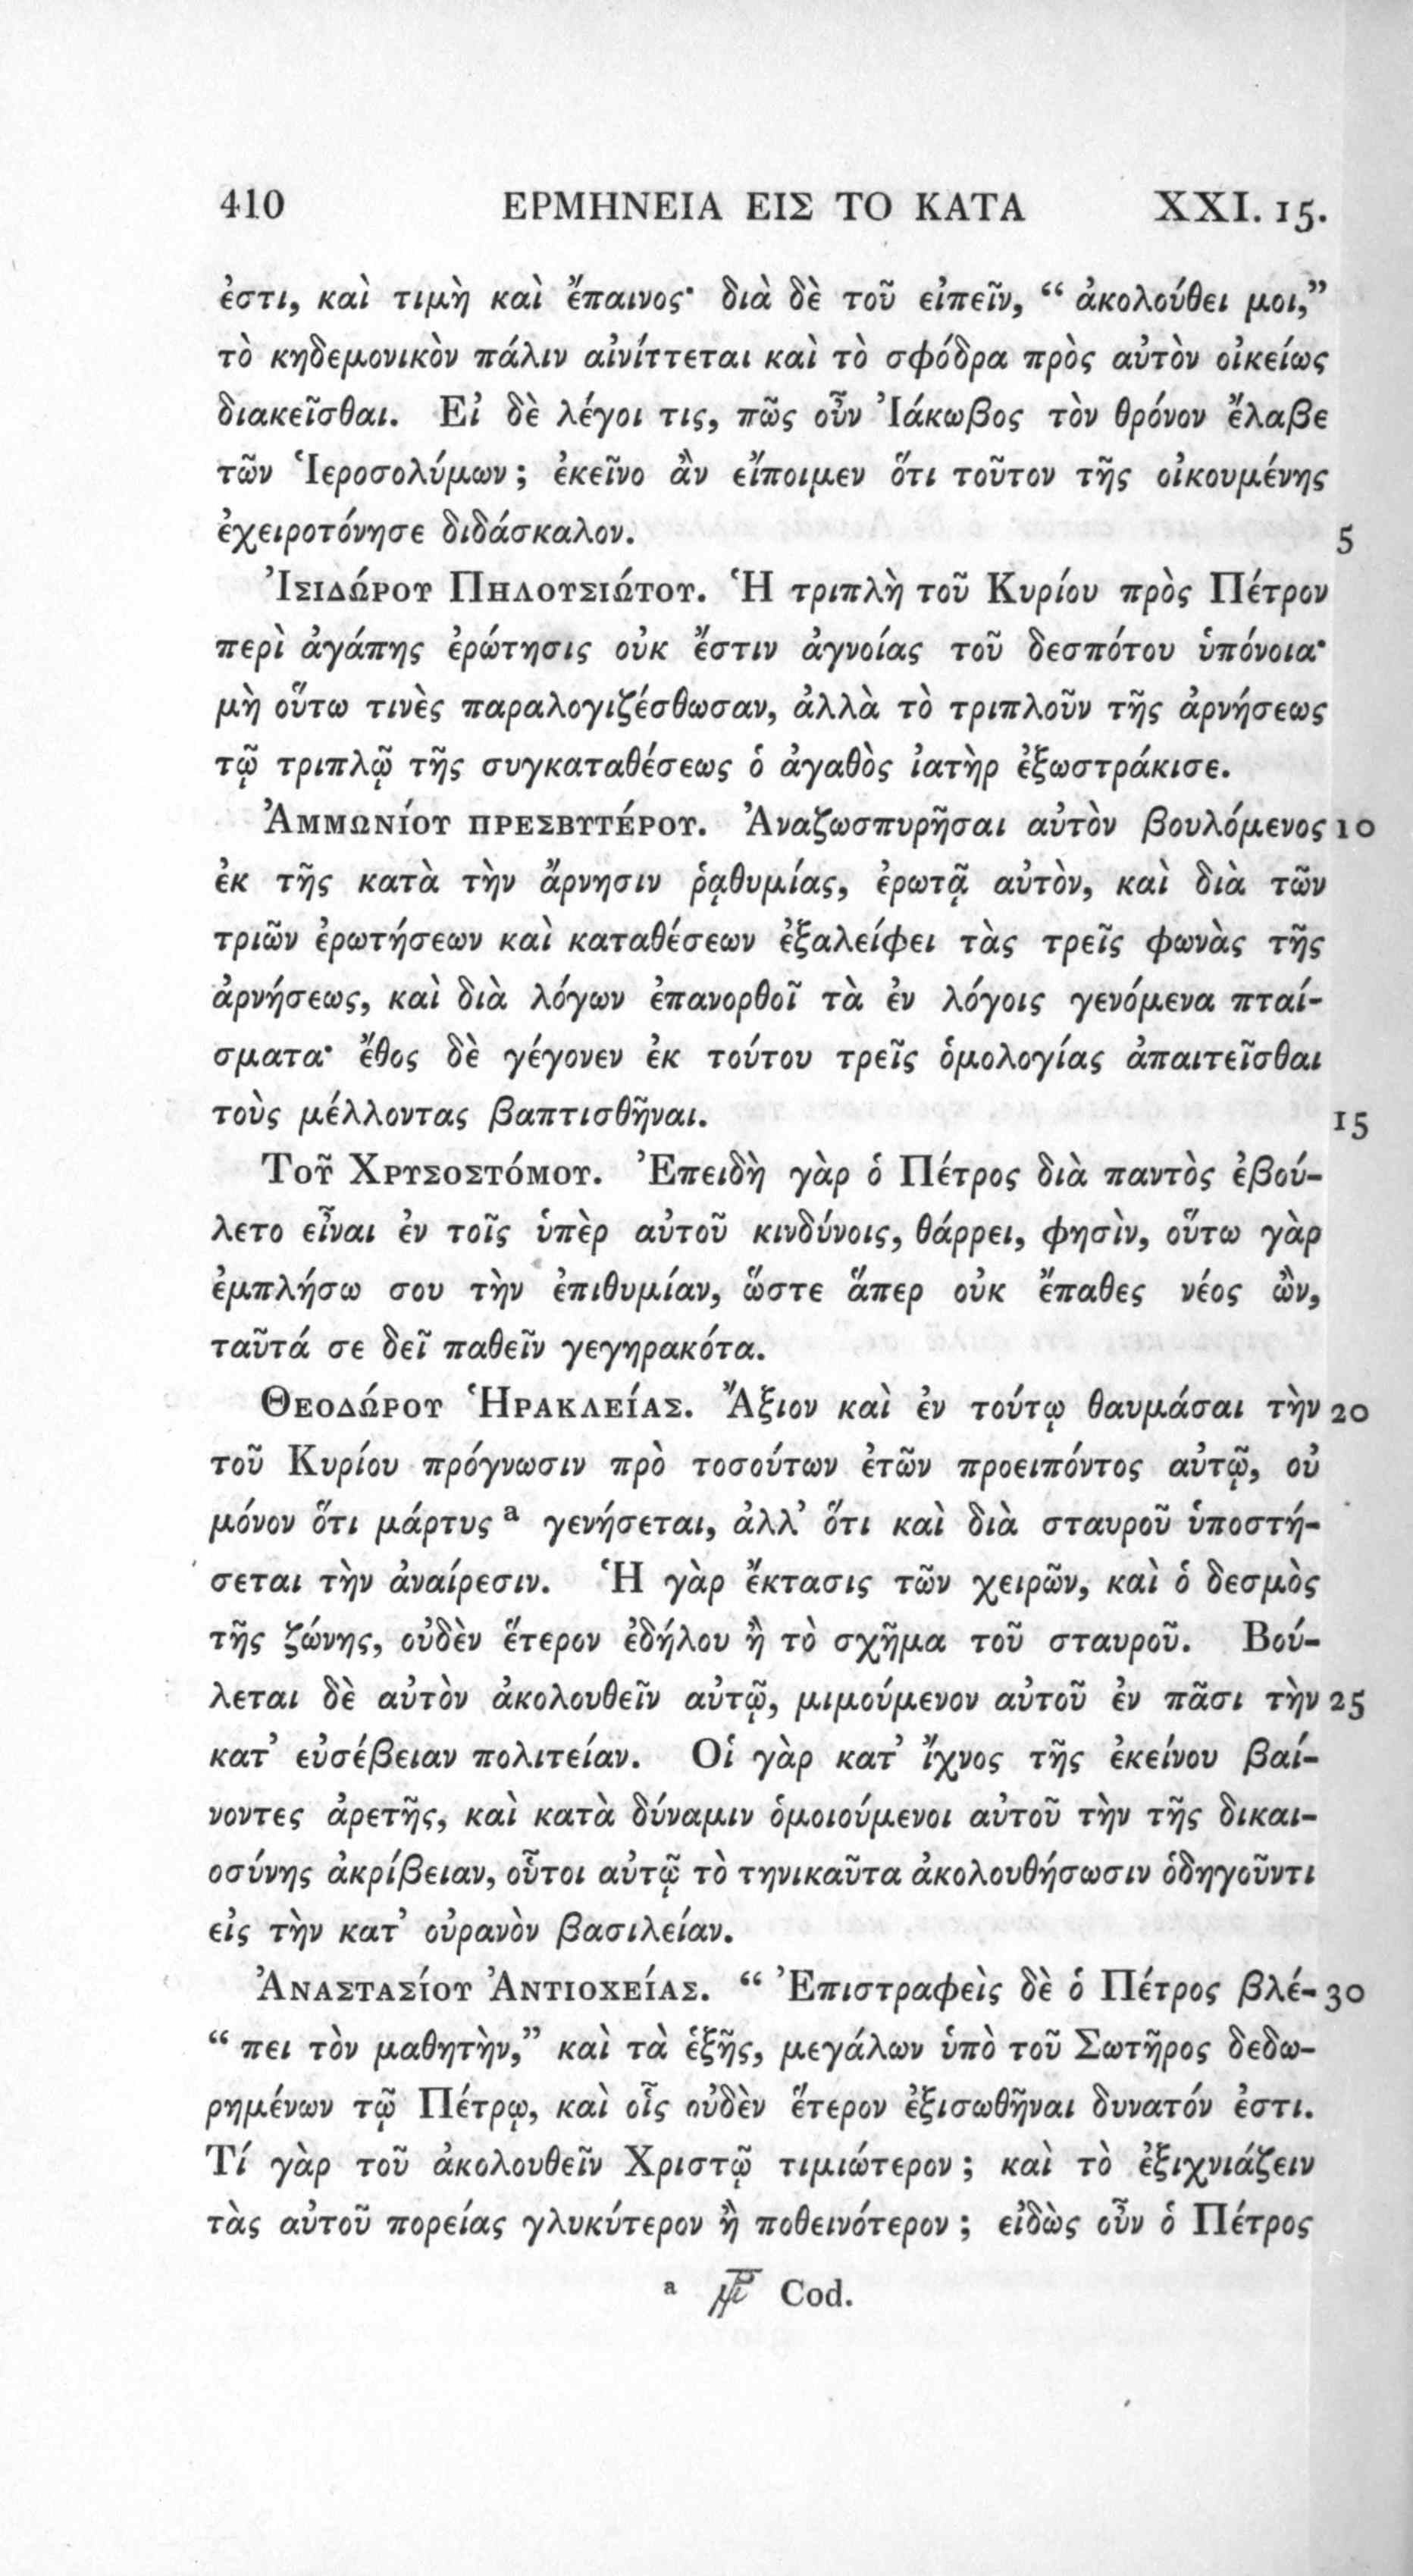 410 ΕΡΜΗΝΕΙΑ ΕΙΣ ΤΟ ΚΑΤΑ XXI. 15.
ἐστι, καὶ τιμὴ καὶ ἔπαινος· διὰ δὲ τοῦ εἰπεῖν, “ ἀκολούθει μοι,”
τὸ κηδεμονικὸν πάλιν αἰνίττεται καὶ τὸ σφόδρα πρὸς αὐτὸν οἰκείως
διακεῖσθαι. Εἰ δὲ λέγοι τις, πῶς οὖν Ἰάκωβος τὸν θρόνον ἔλαβε
τῶν Ἱεροσολύμων ; ἐκεῖνο ἂν εἴποιμεν ὅτι τοῦτον τῆς οἰκουμένης
ἐχειροτόνησε διδάσκαλον. 5
ἸΣΙΔΏΡΟΥ ΠΗΛΟΥΣΙΏΤΟΥ. Ἡ τριπλὴ τοῦ Κυρίου πρὸς Πέτρον
περὶ ἀγάπης ἐρώτησις οὐκ ἔστιν ἀγνοίας τοῦ δεσπότου ὑπόνοια·
μὴ οὕτω τινὲς παραλογιζέσθωσαν, ἀλλὰ τὸ τριπλοῦν τῆς ἀρνήσεως
τῷ τριπλῷ τῆς συγκαταθέσεως ὁ ἀγαθὸς ἰατὴρ ἐξωστράκισε.
ἈΜΜΩΝΊΟΥ ΠΡΕΣΒΥΤΈΡΟΥ. Ἀναζωσπυρῆσαι αὐτὸν βουλόμενος 10
ἐκ τῆς κατὰ τὴν ἄρνησιν ῥᾳθυμίας, ἐρωτᾷ αὐτὸν, καὶ διὰ τῶν
τριῶν ἐρωτήσεων καὶ καταθέσεων ἐξαλείφει τὰς τρεῖς φωνὰς τῆς
ἀρνήσεως, καὶ διὰ λόγων ἐπανορθοῖ τὰ ἐν λόγοις γενόμενα πταί-
σματα· ἔθος δὲ γέγονεν ἐκ τούτου τρεῖς ὁμολογίας ἀπαιτεῖσθαι
τοὺς μέλλοντας βαπτισθῆναι. 15
ΤΟΥ͂ ΧΡΥΣΟΣΤΌΜΟΥ. Ἐπειδὴ γὰρ ὁ Πέτρος διὰ παντὸς ἐβού-
λετο εἶναι ἐν τοῖς ὑπὲρ αὐτοῦ κινδύνοις, θάρρει, φησὶν, οὕτω γὰρ
ἐμπλήσω σου τὴν ἐπιθυμίαν, ὥστε ἅπερ οὐκ ἔπαθες νέος ὢν,
ταῦτά σε δεῖ παθεῖν γεγηρακότα.
ΘΕΟΔΏΡΟΥ ἩΡΑΚΛΕΊΑΣ. Ἄξιον καὶ ἐν τούτῳ θαυμάσαι τὴν 20
τοῦ Κυρίου πρόγνωσιν πρὸ τοσούτων ἐτῶν προειπόντος αὐτῷ, οὐ
μόνον ὅτι μάρτυς ª γενήσεται, ἀλλ’ ὅτι καὶ διὰ σταυροῦ ὑποστή-
σεται τὴν ἀναίρεσιν. Ἡ γὰρ ἔκτασις τῶν χειρῶν, καὶ ὁ δεσμὸς
τῆς ζώνης, οὐδὲν ἕτερον ἐδήλου ἢ τὸ σχῆμα τοῦ σταυροῦ. Βού-
λεται δὲ αὐτὸν ἀκολουθεῖν αὐτῷ, μιμούμενον αὐτοῦ ἐν πᾶσι τὴν 25
κατ’ εὐσέβειαν πολιτείαν. Οἱ γὰρ κατ’ ἴχνος τῆς ἐκείνου βαί-
νοντες ἀρετῆς, καὶ κατὰ δύναμιν ὁμοιούμενοι αὐτοῦ τὴν τῆς δικαι-
οσύνης ἀκρίβειαν, οὗτοι αὐτῷ τὸ τηνικαῦτα ἀκολουθήσωσιν ὁδηγοῦντι
εἰς τὴν κατ’ οὐρανὸν βασιλείαν.
ἈΝΑΣΤΑΣΊΟΥ ἈΝΤΙΟΧΕΊΑΣ. “ Ἐπιστραφεὶς δὲ ὁ Πέτρος βλέ- 30
“ πει τὸν μαθητὴν,” καὶ τὰ ἑξῆς, μεγάλων ὑπὸ τοῦ Σωτῆρος δεδω-
ρημένων τῷ Πέτρῳ, καὶ οἷς οὐδὲν ἕτερον ἐξισωθῆναι δυνατόν ἐστι.
Τί γὰρ τοῦ ἀκολουθεῖν Χριστῷ τιμιώτερον ; καὶ τὸ ἐξιχνιάζειν
τὰς αὐτοῦ πορείας γλυκύτερον ἢ ποθεινότερον ; εἰδὼς οὖν ὁ Πέτρος
ª Cod.